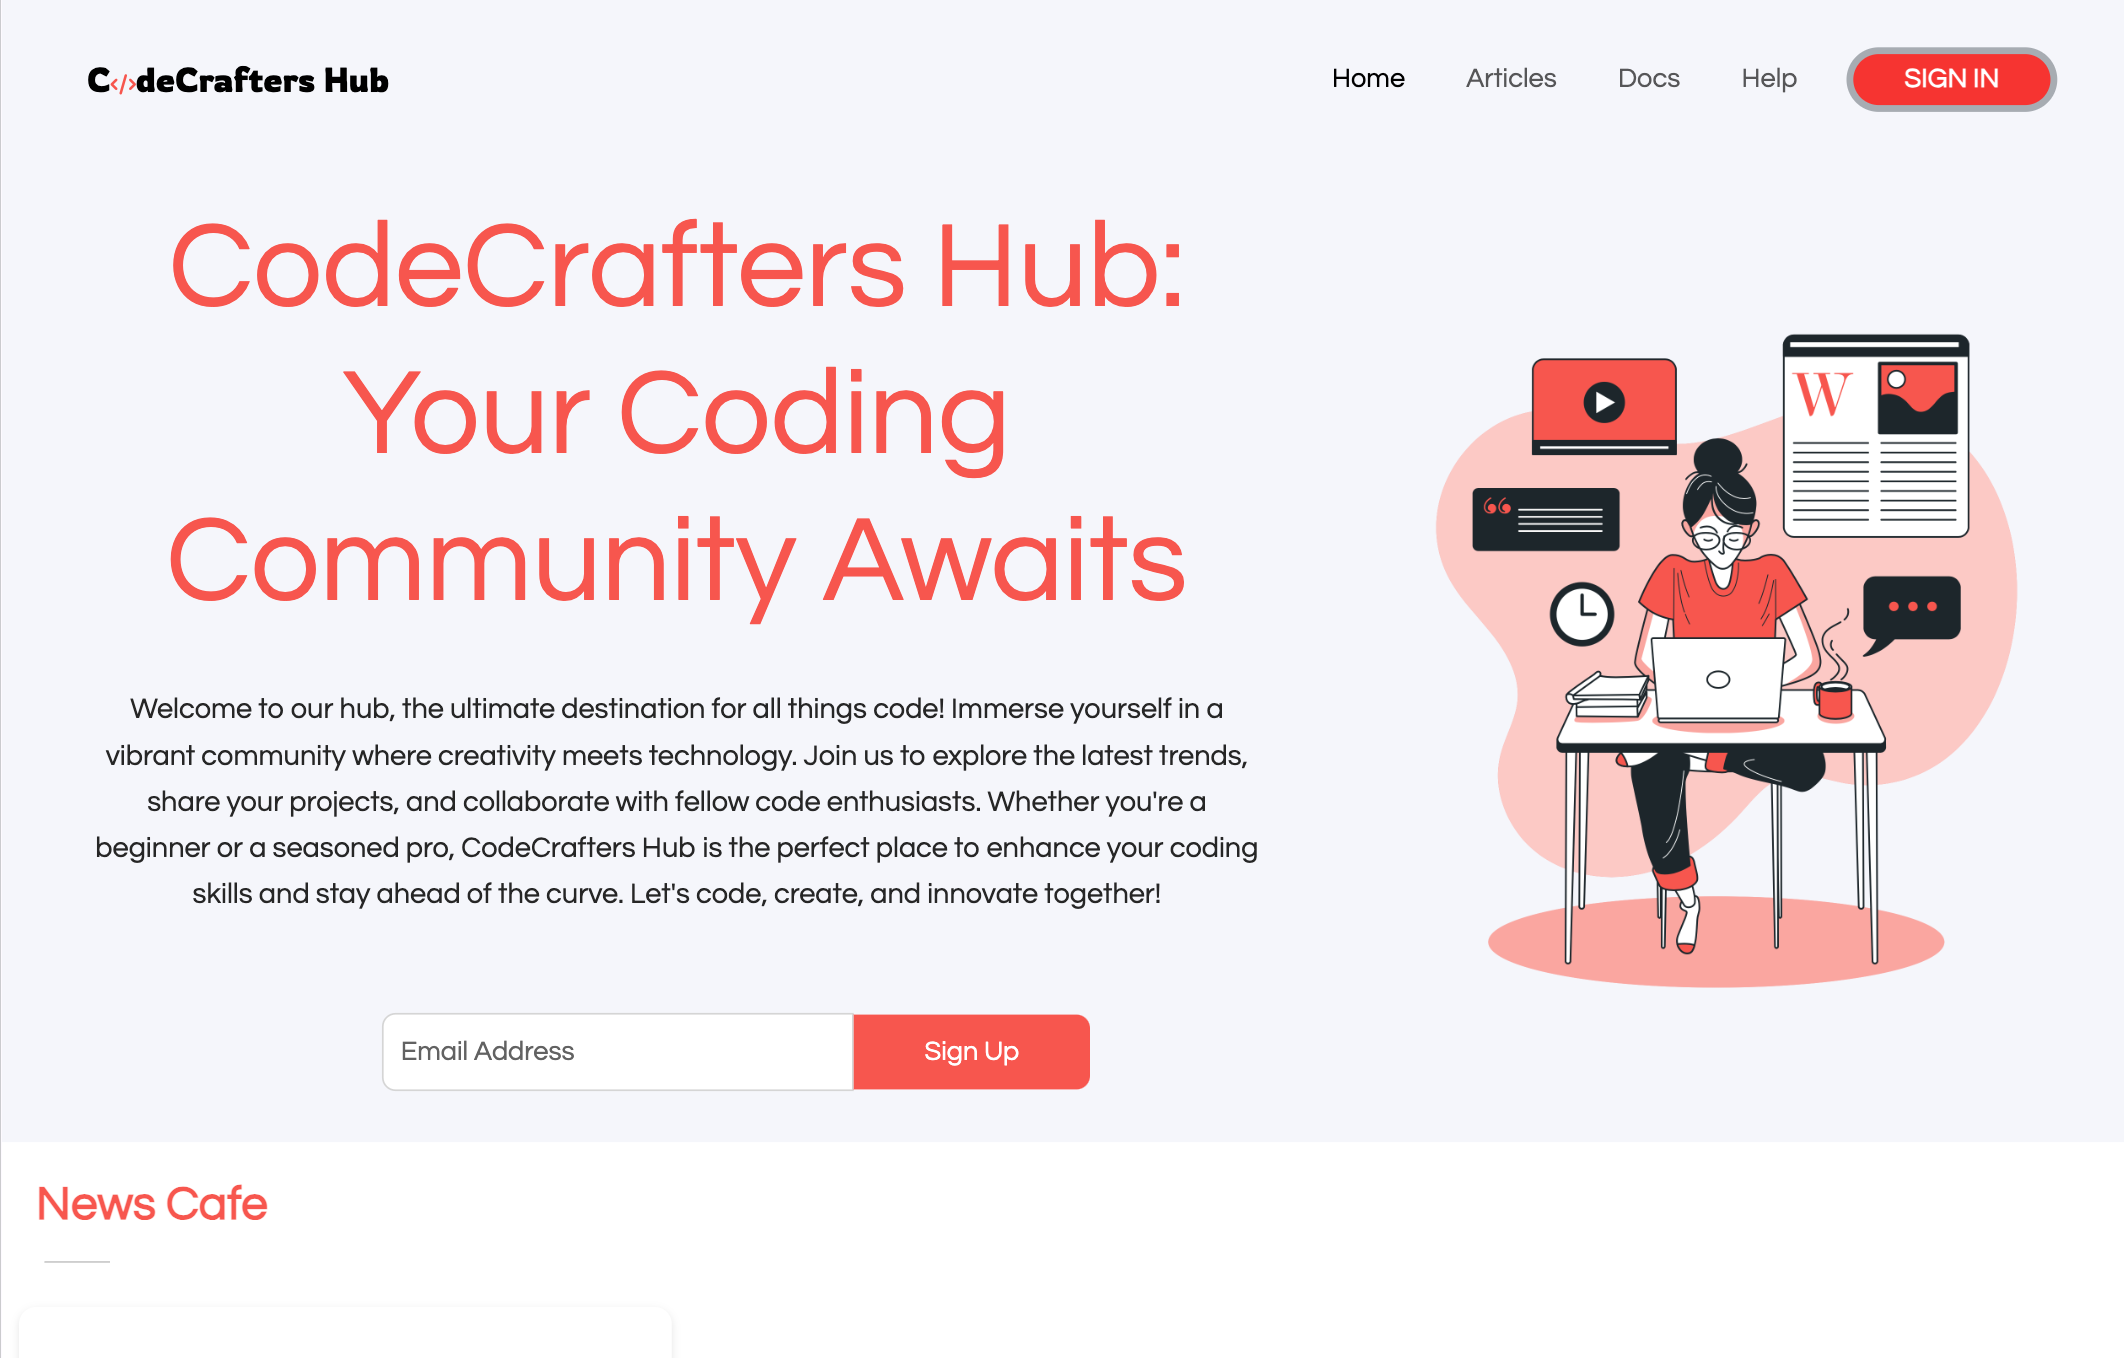 C</>deCrafters Hub
Home Articles Docs Help SIGN IN
CodeCrafters Hub:
Your Coding
Community Awaits
W
Welcome to our hub, the ultimate destination for all things code! Immerse yourself in a
vibrant community where creativity meets technology. Join us to explore the latest trends,
share your projects, and collaborate with fellow code enthusiasts. Whether you're a
beginner or a seasoned pro, CodeCrafters Hub is the perfect place to enhance your coding
skills and stay ahead of the curve. Let's code, create, and innovate together!
Email Address Sign Up
News Cafe